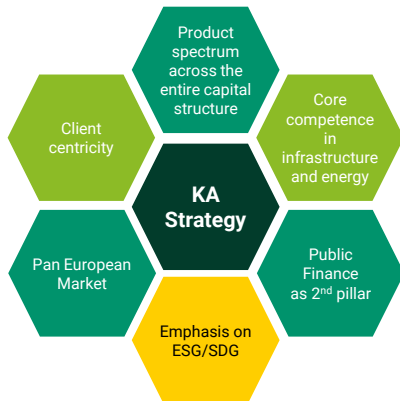 Product
spectrum
across the
entire capital
structure
Client
centricity
Core
competence
in
infrastructure
and energy
KA
Strategy
Pan European
Market
Public
Finance
as 2nd pillar
Emphasis on
ESG/SDG